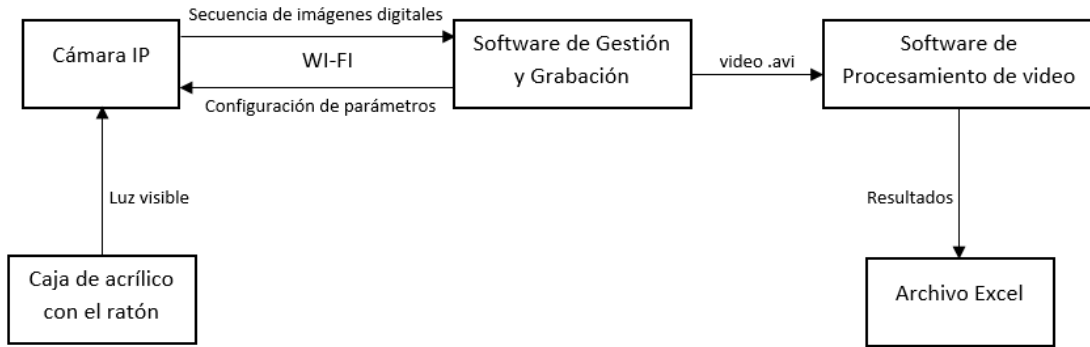 Secuencia de imágenes digitales
Cámara IP
WI-FI
Configuración de parámetros
Software de Gestión
y Grabación
video .avi
Software de
Procesamiento de video
Luz visible
Resultados
Caja de acrílico
con el ratón
Archivo Excel